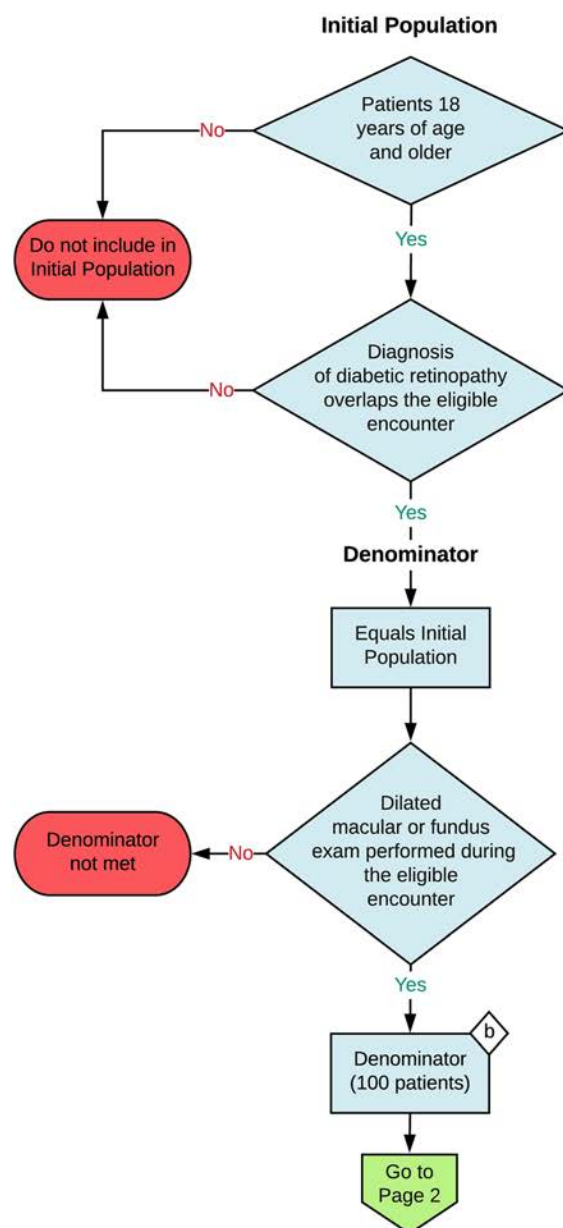 Initial Population
Patients 18
years of age
and older
No
Yes
Do not include in
Initial Population
Diagnosis
of diabetic retinopathy
overlaps the eligible
encounter
No
Yes
Denominator
Equals Initial
Population
Dilated
macular or fundus
exam performed during
the eligible
encounter
No
Denominator
not met
Yes
b
Denominator
(100 patients)
Go to
Page 2